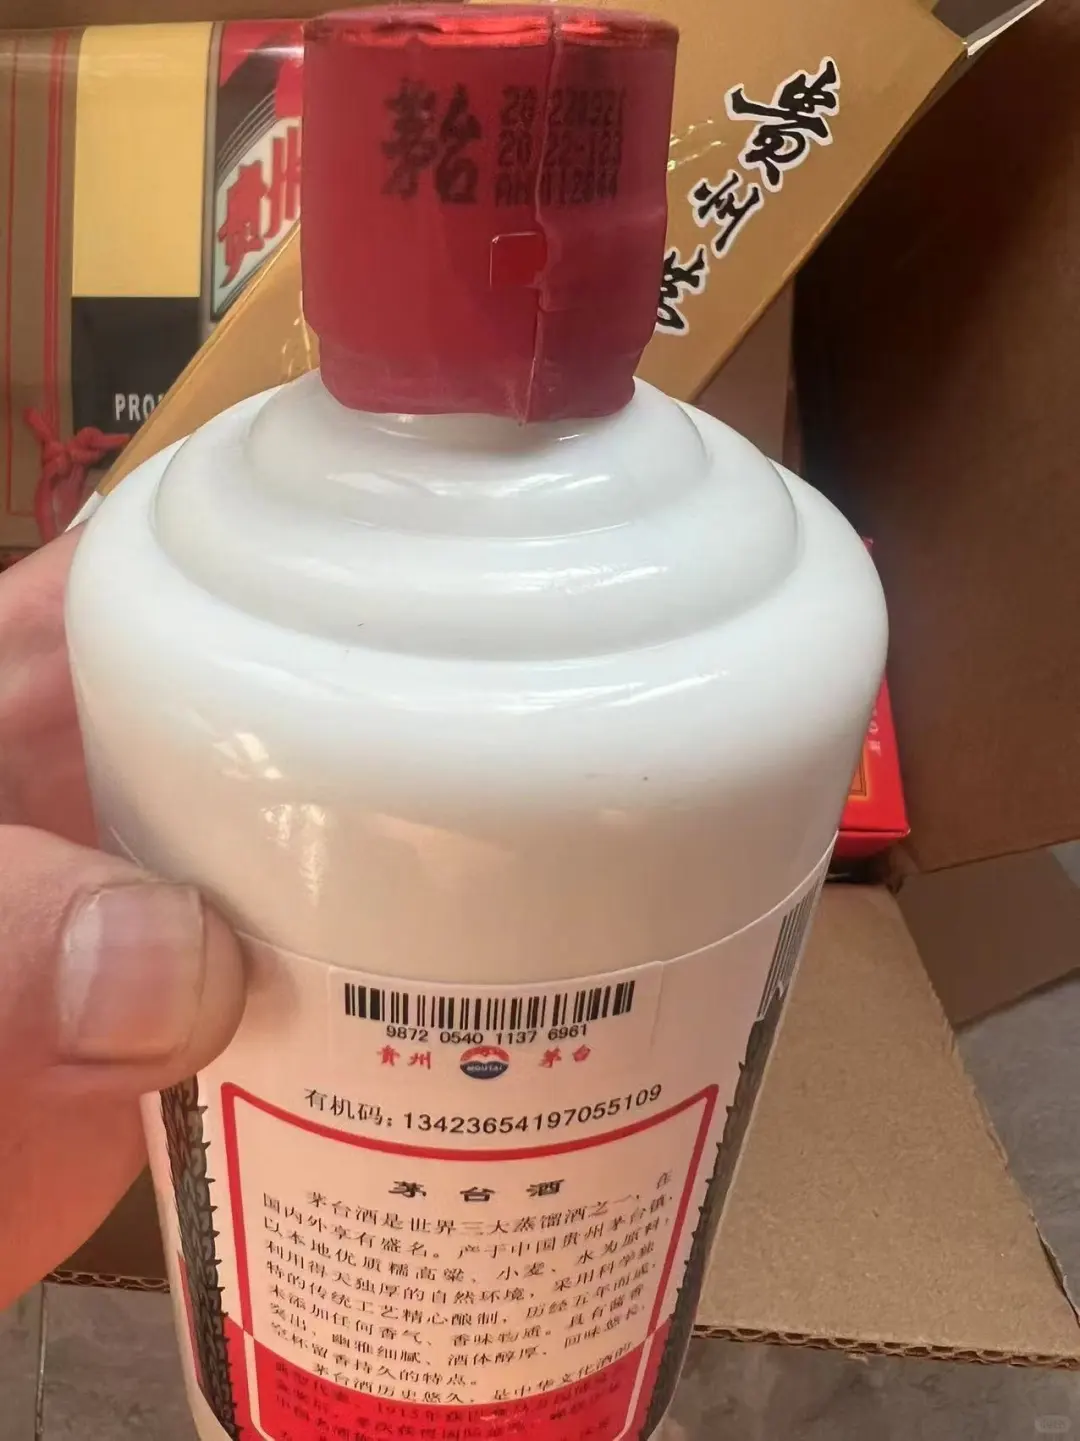 贵州
PRO
貴州
茅台
20220921
2022-123
9872 0540 1137 6961
貴州 MOUTAI 茅台
有机码:13423654197055109
茅台酒
茅台酒是世界三大蒸馏酒之一,在
国内外享有盛名。产于中国贵州茅台镇,
以本地优质糯高粱、小麦、水为原料,
利用得天独厚的自然环境,采用科学独
特的传统工艺精心酿制,历经五年而成,
未添加任何香气、香味物质。具有酱香
突出、幽雅细腻、酒体醇厚、回味悠长、
空杯留香持久的特点。
茅台酒历史悠久,是中华文化酒的